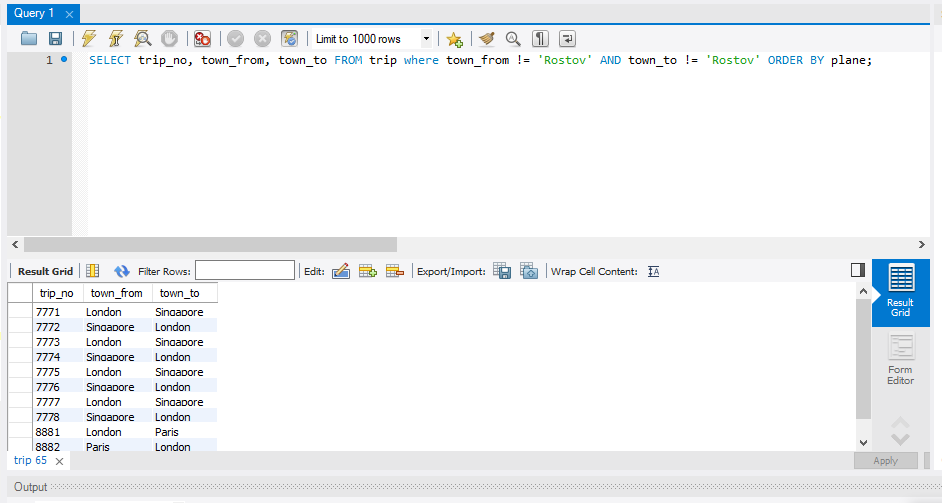 Query 1
Limit to 1000 rows
1 SELECT trip_no, town_from, town_to FROM trip where town_from != 'Rostov' AND town_to != 'Rostov' ORDER BY plane;
Result Grid Filter Rows: Edit: Export/Import: Wrap Cell Content:
trip_no town_from town_to
7771 London Singapore
7772 Singapore London
7773 London Singapore
7774 Singapore London
7775 London Singapore
7776 Singapore London
7777 London Singapore
7778 Singapore London
8881 London Paris
8882 Paris London
Result
Grid
Form
Editor
trip 65
Apply
Output